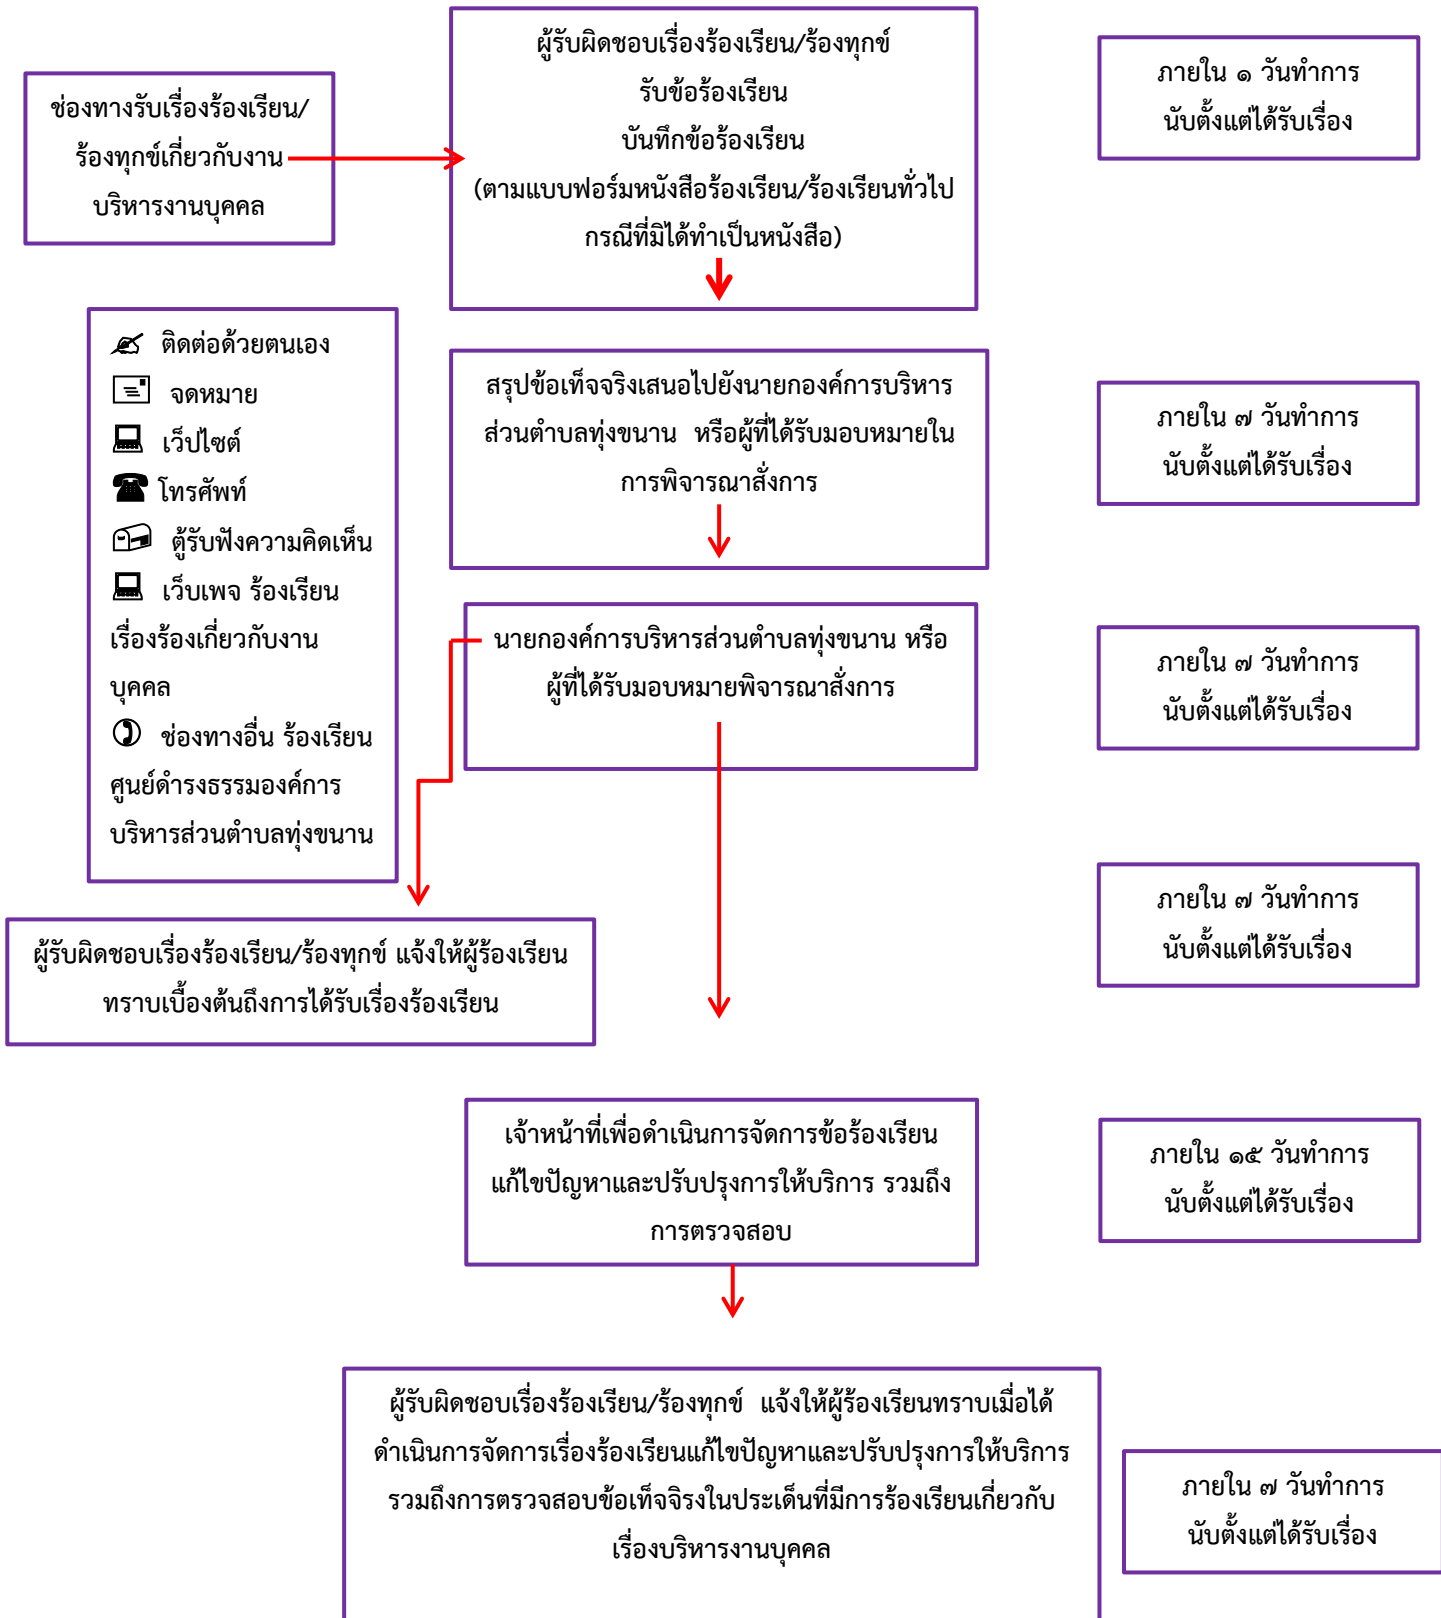 ผู้รับผิดชอบเรื่องร้องเรียน/ร้องทุกข์
รับข้อร้องเรียน
บันทึกข้อร้องเรียน
(ตามแบบฟอร์มหนังสือร้องเรียน/ร้องเรียนทั่วไป
กรณีที่มิได้ทำเป็นหนังสือ)
ภายใน ๑ วันทำการ
นับตั้งแต่ได้รับเรื่อง
ช่องทางรับเรื่องร้องเรียน/
ร้องทุกข์เกี่ยวกับงาน
บริหารงานบุคคล
ติดต่อด้วยตนเอง
จดหมาย
เว็ปไซต์
โทรศัพท์
ตู้รับฟังความคิดเห็น
เว็บเพจ ร้องเรียน
เรื่องร้องเกี่ยวกับงาน
บุคคล
ช่องทางอื่น ร้องเรียน
ศูนย์ดำรงธรรมองค์การ
บริหารส่วนตำบลทุ่งขนาน
สรุปข้อเท็จจริงเสนอไปยังนายกองค์การบริหาร
ส่วนตำบลทุ่งขนาน หรือผู้ที่ได้รับมอบหมายใน
การพิจารณาสั่งการ
ภายใน ๗ วันทำการ
นับตั้งแต่ได้รับเรื่อง
นายกองค์การบริหารส่วนตำบลทุ่งขนาน หรือ
ผู้ที่ได้รับมอบหมายพิจารณาสั่งการ
ภายใน ๗ วันทำการ
นับตั้งแต่ได้รับเรื่อง
ผู้รับผิดชอบเรื่องร้องเรียน/ร้องทุกข์ แจ้งให้ผู้ร้องเรียน
ทราบเบื้องต้นถึงการได้รับเรื่องร้องเรียน
ภายใน ๗ วันทำการ
นับตั้งแต่ได้รับเรื่อง
เจ้าหน้าที่เพื่อดำเนินการจัดการข้อร้องเรียน
แก้ไขปัญหาและปรับปรุงการให้บริการ รวมถึง
การตรวจสอบ
ภายใน ๑๕ วันทำการ
นับตั้งแต่ได้รับเรื่อง
ผู้รับผิดชอบเรื่องร้องเรียน/ร้องทุกข์ แจ้งให้ผู้ร้องเรียนทราบเมื่อได้
ดำเนินการจัดการเรื่องร้องเรียนแก้ไขปัญหาและปรับปรุงการให้บริการ
รวมถึงการตรวจสอบข้อเท็จจิรงในประเด็นที่มีการร้องเรียนเกี่ยวกับ
เรื่องบริหารงานบุคคล
ภายใน ๗ วันทำการ
นับตั้งแต่ได้รับเรื่อง